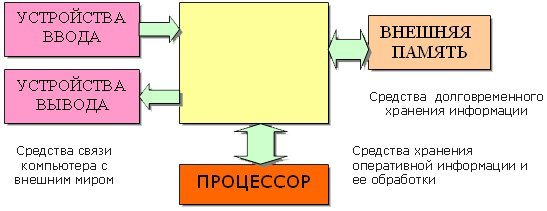 УСТРОЙСТВА
ВВОДА
УСТРОЙСТВА
ВЫВОДА
ВНЕШНЯЯ
ПАМЯТЬ
Средства долговременного
хранения информации
Средства связи
компьютера с
внешним миром
Средства хранения
оперативной информации и
ее обработки
ПРОЦЕССОР